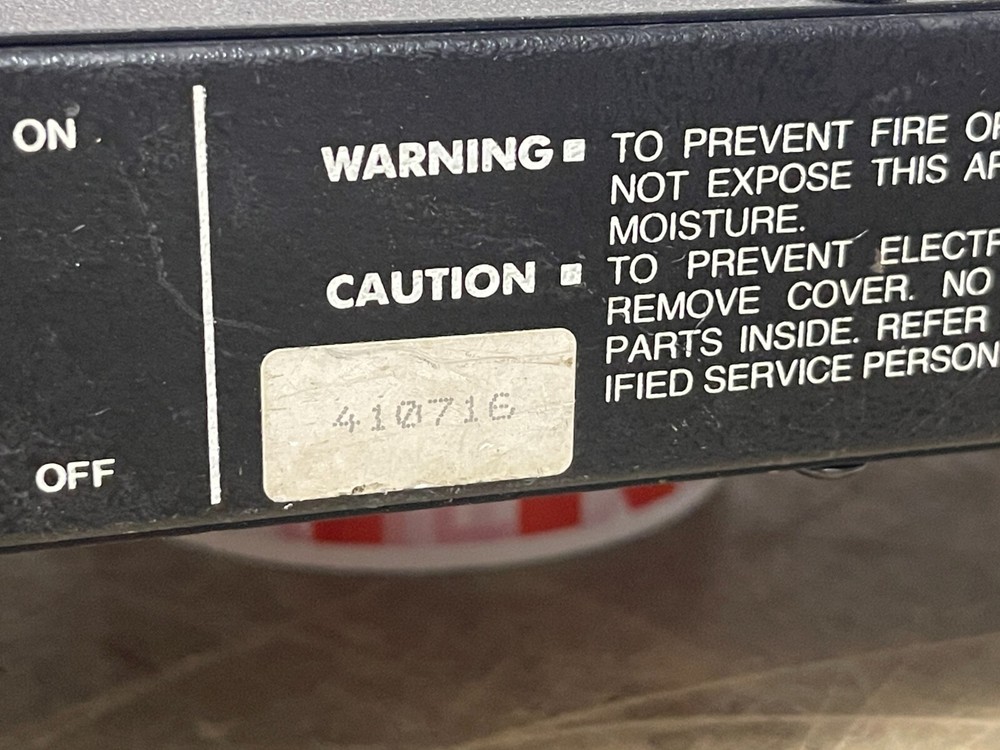 ON
OFF
WARNING
TO PREVENT FIRE OR
NOT EXPOSE THIS AP
MOISTURE.
CAUTION
TO PREVENT ELECTR
REMOVE COVER. NO
PARTS INSIDE. REFER
IFIED SERVICE PERSON
410716